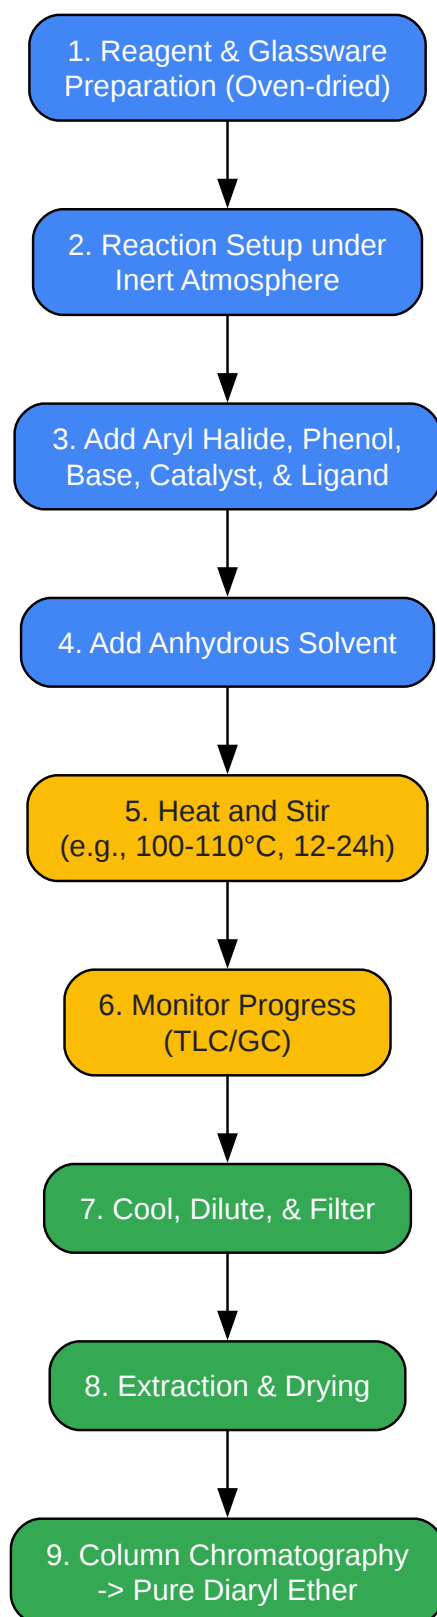 1. Reagent & Glassware
Preparation (Oven-dried)
2. Reaction Setup under
Inert Atmosphere
3. Add Aryl Halide, Phenol,
Base, Catalyst, & Ligand
4. Add Anhydrous Solvent
5. Heat and Stir
(e.g., 100-110°C, 12-24h)
6. Monitor Progress
(TLC/GC)
7. Cool, Dilute, & Filter
8. Extraction & Drying
9. Column Chromatography
-> Pure Diaryl Ether